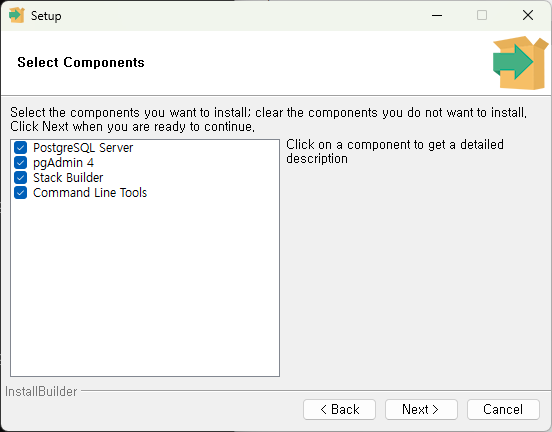 Setup
Select Components
Select the components you want to install; clear the components you do not want to install.
Click Next when you are ready to continue.
PostgreSQL Server
pgAdmin 4
Stack Builder
Command Line Tools
Click on a component to get a detailed
description
InstallBuilder
< Back
Next >
Cancel